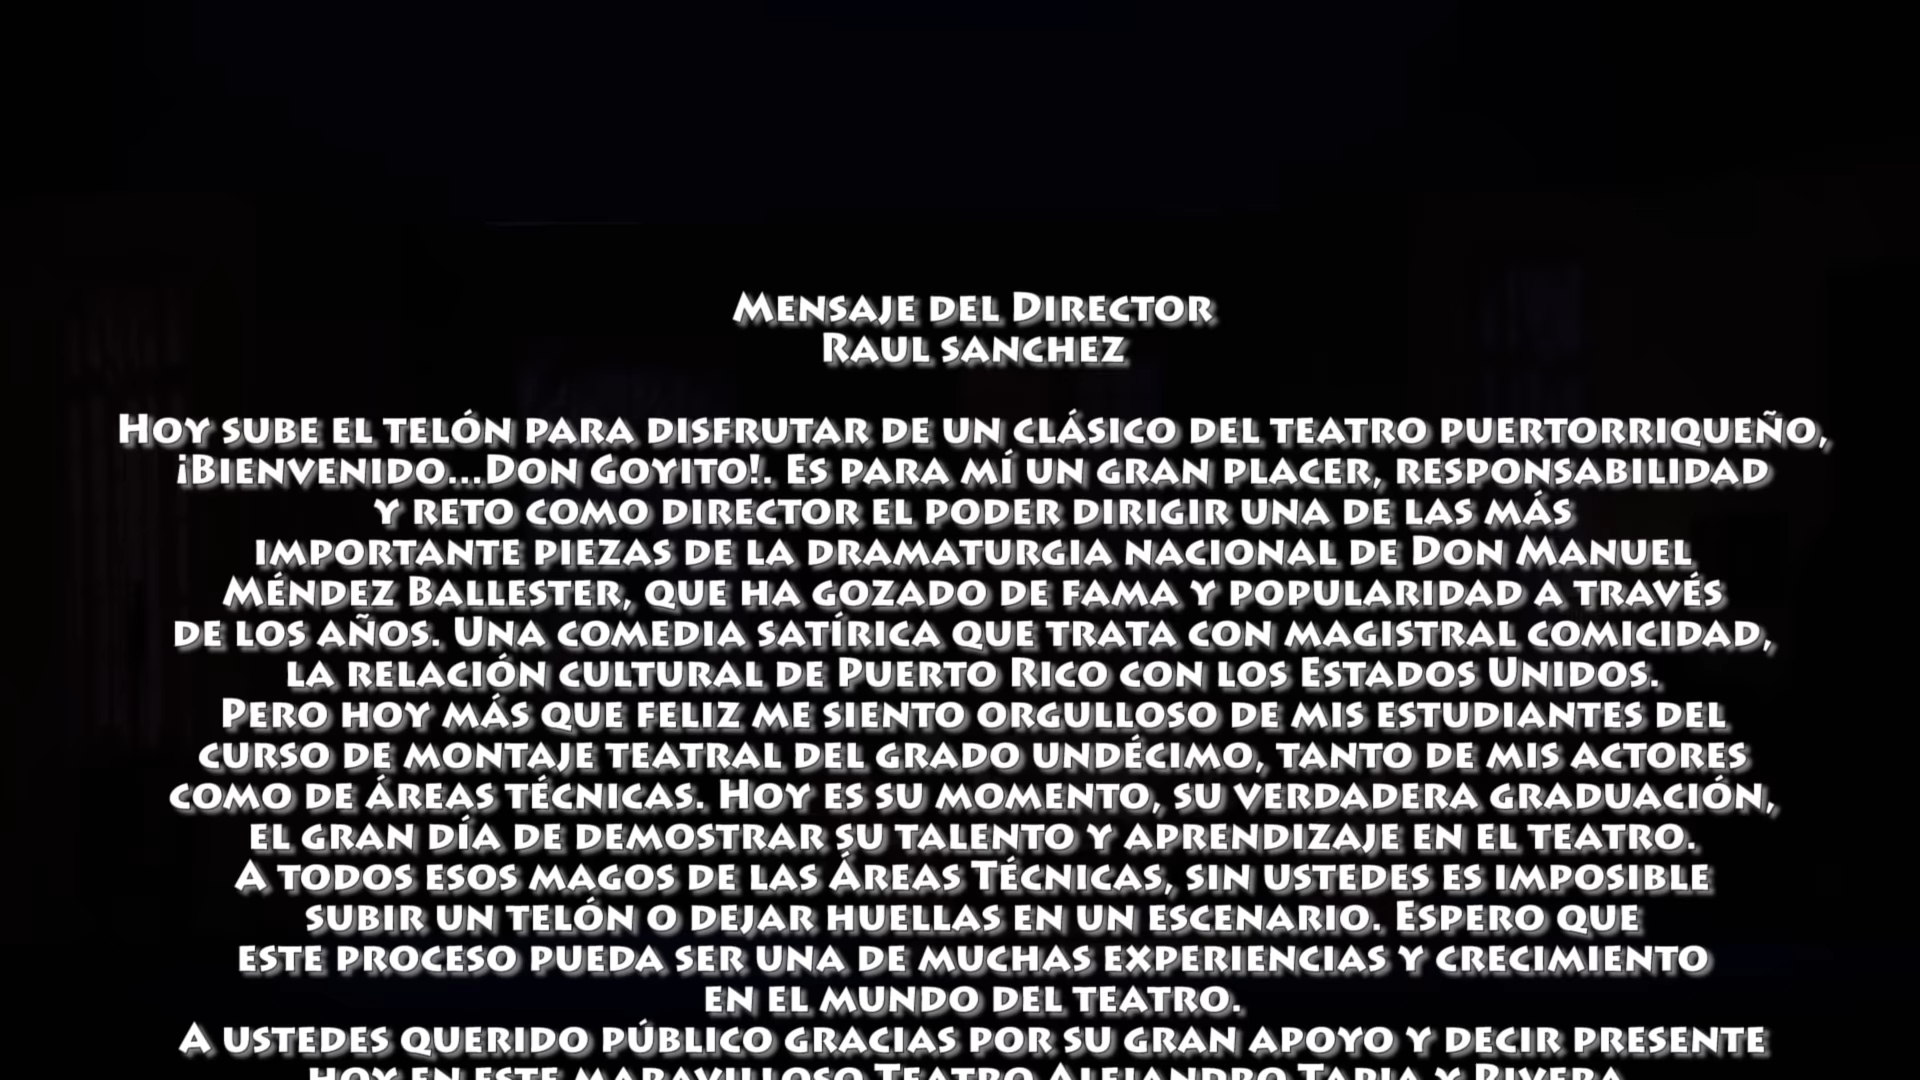 Mensaje del Director
Raul sanchez
Hoy sube el telón para disfrutar de un clásico del teatro puertorriqueño,
¡Bienvenido...Don Goyito!. Es para mí un gran placer, responsabilidad
y reto como director el poder dirigir una de las más
importante piezas de la dramaturgia nacional de Don Manuel
Méndez Ballester, que ha gozado de fama y popularidad a través
de los años. Una comedia satírica que trata con magistral comicidad,
la relación cultural de Puerto Rico con los Estados Unidos.
Pero hoy más que feliz me siento orgulloso de mis estudiantes del
curso de montaje teatral del grado undécimo, tanto de mis actores
como de áreas técnicas. Hoy es su momento, su verdadera graduación,
el gran día de demostrar su talento y aprendizaje en el teatro.
A todos esos magos de las Áreas Técnicas, sin ustedes es imposible
subir un telón o dejar huellas en un escenario. Espero que
este proceso pueda ser una de muchas experiencias y crecimiento
en el mundo del teatro.
A ustedes querido público gracias por su gran apoyo y decir presente
hoy en este maravilloso Teatro Alejandro Tapia y Rivera